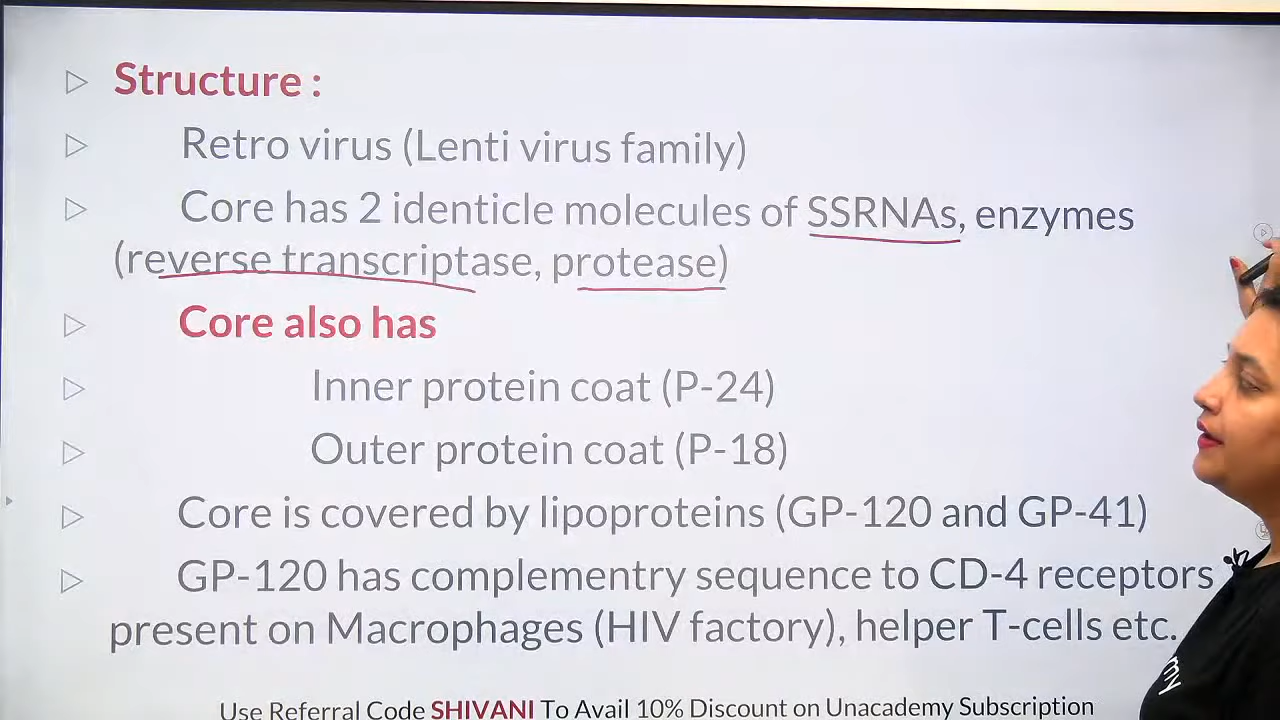 Structure :
Retro virus (Lenti virus family)
Core has 2 identicle molecules of SSRNAs, enzymes
(reverse transcriptase, protease)
Core also has
Inner protein coat (P-24)
Outer protein coat (P-18)
Core is covered by lipoproteins (GP-120 and GP-41)
GP-120 has complementry sequence to CD-4 receptors
present on Macrophages (HIV factory), helper T-cells etc.
my
Use Referral Code SHIVANI To Avail 10% Discount on Unacademy Subscription